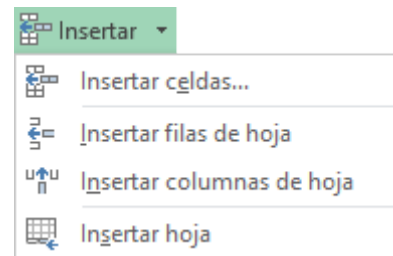 Insertar
Insertar celdas...
Insertar filas de hoja
Insertar columnas de hoja
Insertar hoja